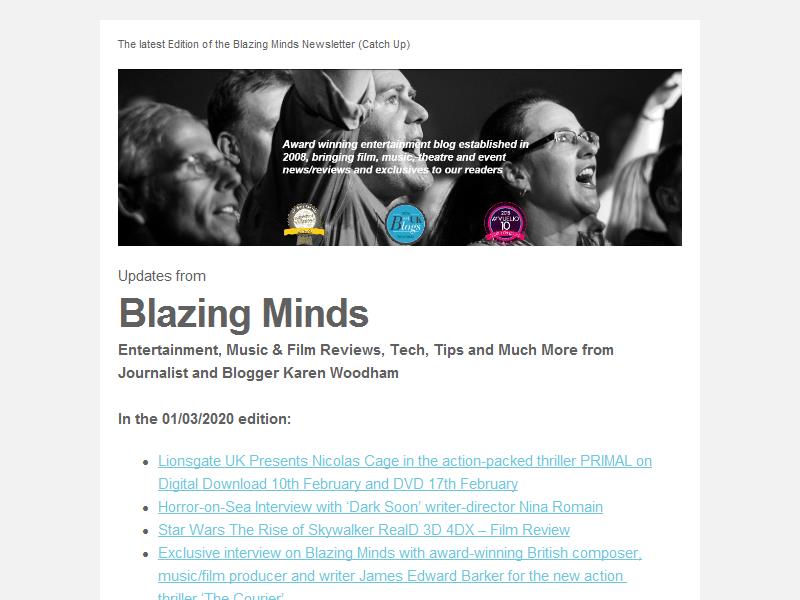 The latest Edition of the Blazing Minds Newsletter (Catch Up)
Award winning entertainment blog established in
2008, bringing film, music, theatre and event
news/reviews and exclusives to our readers
Blogs
VUELIO
10
Updates from
Blazing Minds
Entertainment, Music & Film Reviews, Tech, Tips and Much More from
Journalist and Blogger Karen Woodham
In the 01/03/2020 edition:
Lionsgate UK Presents Nicolas Cage in the action-packed thriller PRIMAL on
Digital Download 10th February and DVD 17th February
Horror-on-Sea Interview with ‘Dark Soon’ writer-director Nina Romain
Star Wars The Rise of Skywalker RealD 3D 4DX – Film Review
Exclusive interview on Blazing Minds with award-winning British composer,
music/film producer and writer James Edward Barker for the new action
thriller ‘The Courier’